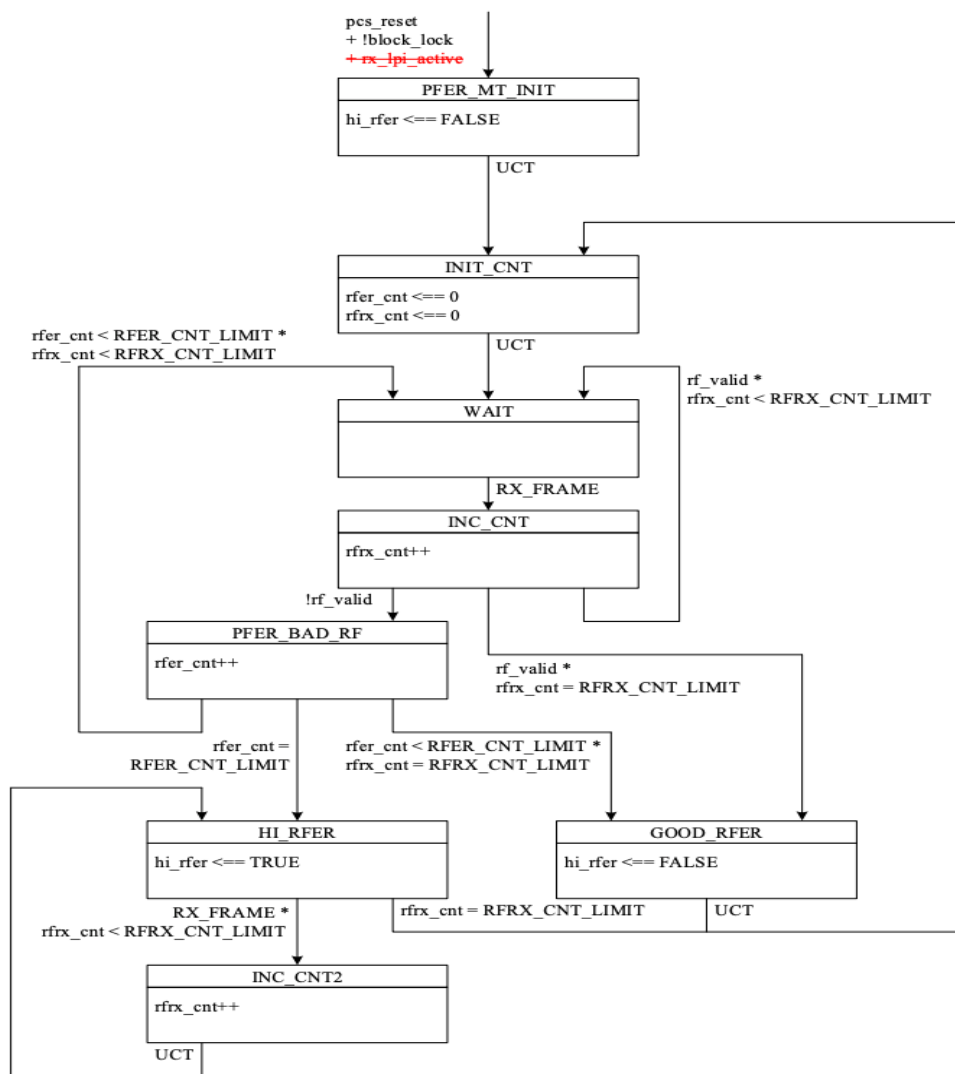 pcs_reset
+ !block_lock
+ rx_lpi_active
PFER_MT_INIT
hi_rfer <== FALSE
UCT
INIT_CNT
rfer_cnt <== 0
rfrx_cnt <== 0
UCT
rfer_cnt < RFER_CNT_LIMIT *
rfrx_cnt < RFRX_CNT_LIMIT
rf_valid *
rfrx_cnt < RFRX_CNT_LIMIT
WAIT
RX_FRAME
INC_CNT
rfrx_cnt++
!rf_valid
PFER_BAD_RF
rfer_cnt++
rf_valid *
rfrx_cnt = RFRX_CNT_LIMIT
rfer_cnt =
RFER_CNT_LIMIT
rfer_cnt < RFER_CNT_LIMIT *
rfrx_cnt = RFRX_CNT_LIMIT
HI_RFER
hi_rfer <== TRUE
GOOD_RFER
hi_rfer <== FALSE
RX_FRAME *
rfrx_cnt < RFRX_CNT_LIMIT
rfrx_cnt = RFRX_CNT_LIMIT
UCT
INC_CNT2
rfrx_cnt++
UCT